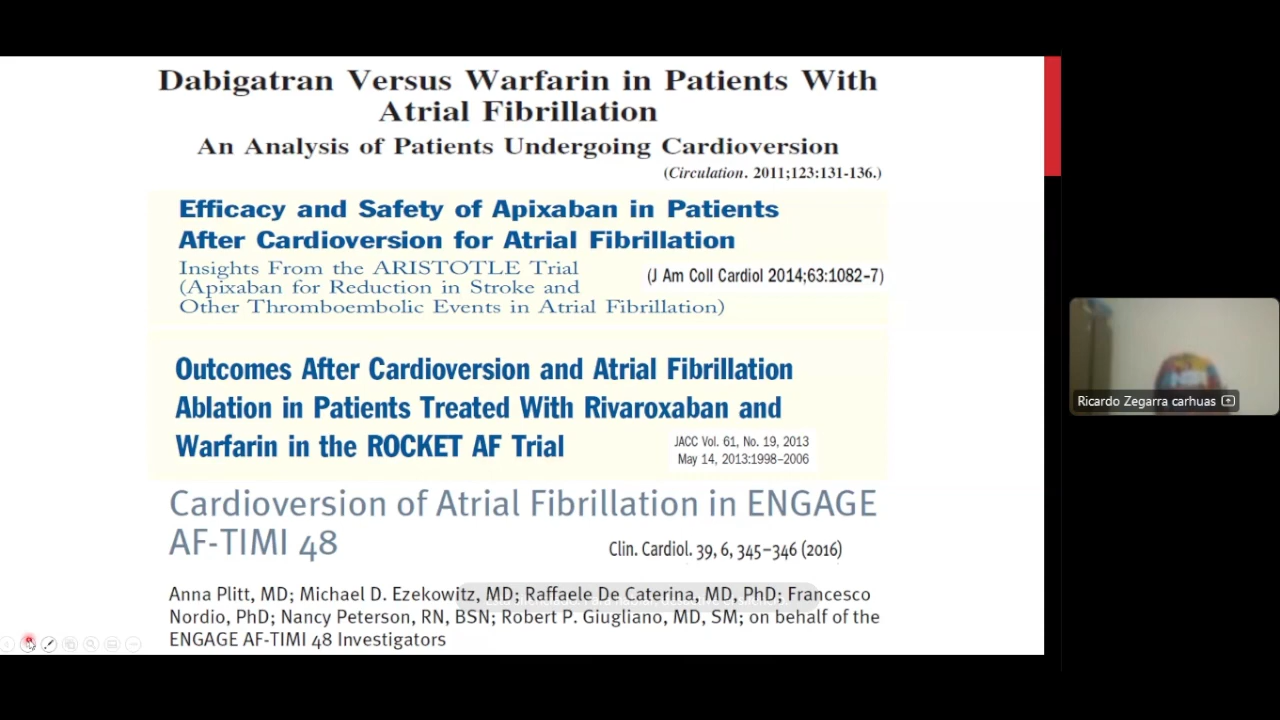 Dabigatran Versus Warfarin in Patients With
Atrial Fibrillation
An Analysis of Patients Undergoing Cardioversion
(Circulation. 2011;123:131-136.)
Efficacy and Safety of Apixaban in Patients
After Cardioversion for Atrial Fibrillation
Insights From the ARISTOTLE Trial
(Apixaban for Reduction in Stroke and
Other Thromboembolic Events in Atrial Fibrillation)
(J Am Coll Cardiol 2014;63:1082–7)
Outcomes After Cardioversion and Atrial Fibrillation
Ablation in Patients Treated With Rivaroxaban and
Warfarin in the ROCKET AF Trial
JACC Vol. 61, No. 19, 2013
May 14, 2013:1998–2006
Cardioversion of Atrial Fibrillation in ENGAGE
AF-TIMI 48
Clin. Cardiol. 39, 6, 345–346 (2016)
Anna Plitt, MD; Michael D. Ezekowitz, MD; Raffaele De Caterina, MD, PhD; Francesco
Nordio, PhD; Nancy Peterson, RN, BSN; Robert P. Giugliano, MD, SM; on behalf of the
ENGAGE AF-TIMI 48 Investigators
Ricardo Zegarra carhuas